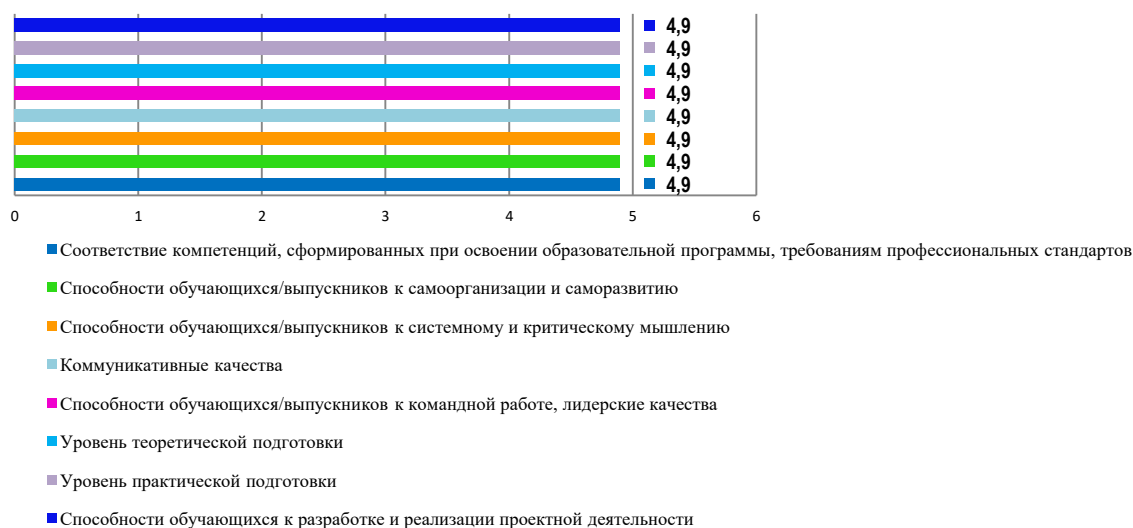 4,9
4,9
4,9
4,9
4,9
4,9
4,9
4,9
0 1 2 3 4 5 6
Соответствие компетенций, сформированных при освоении образовательной программы, требованиям профессиональных стандартов
Способности обучающихся/выпускников к самоорганизации и саморазвитию
Способности обучающихся/выпускников к системному и критическому мышлению
Коммуникативные качества
Способности обучающихся/выпускников к командной работе, лидерские качества
Уровень теоретической подготовки
Уровень практической подготовки
Способности обучающихся к разработке и реализации проектной деятельности